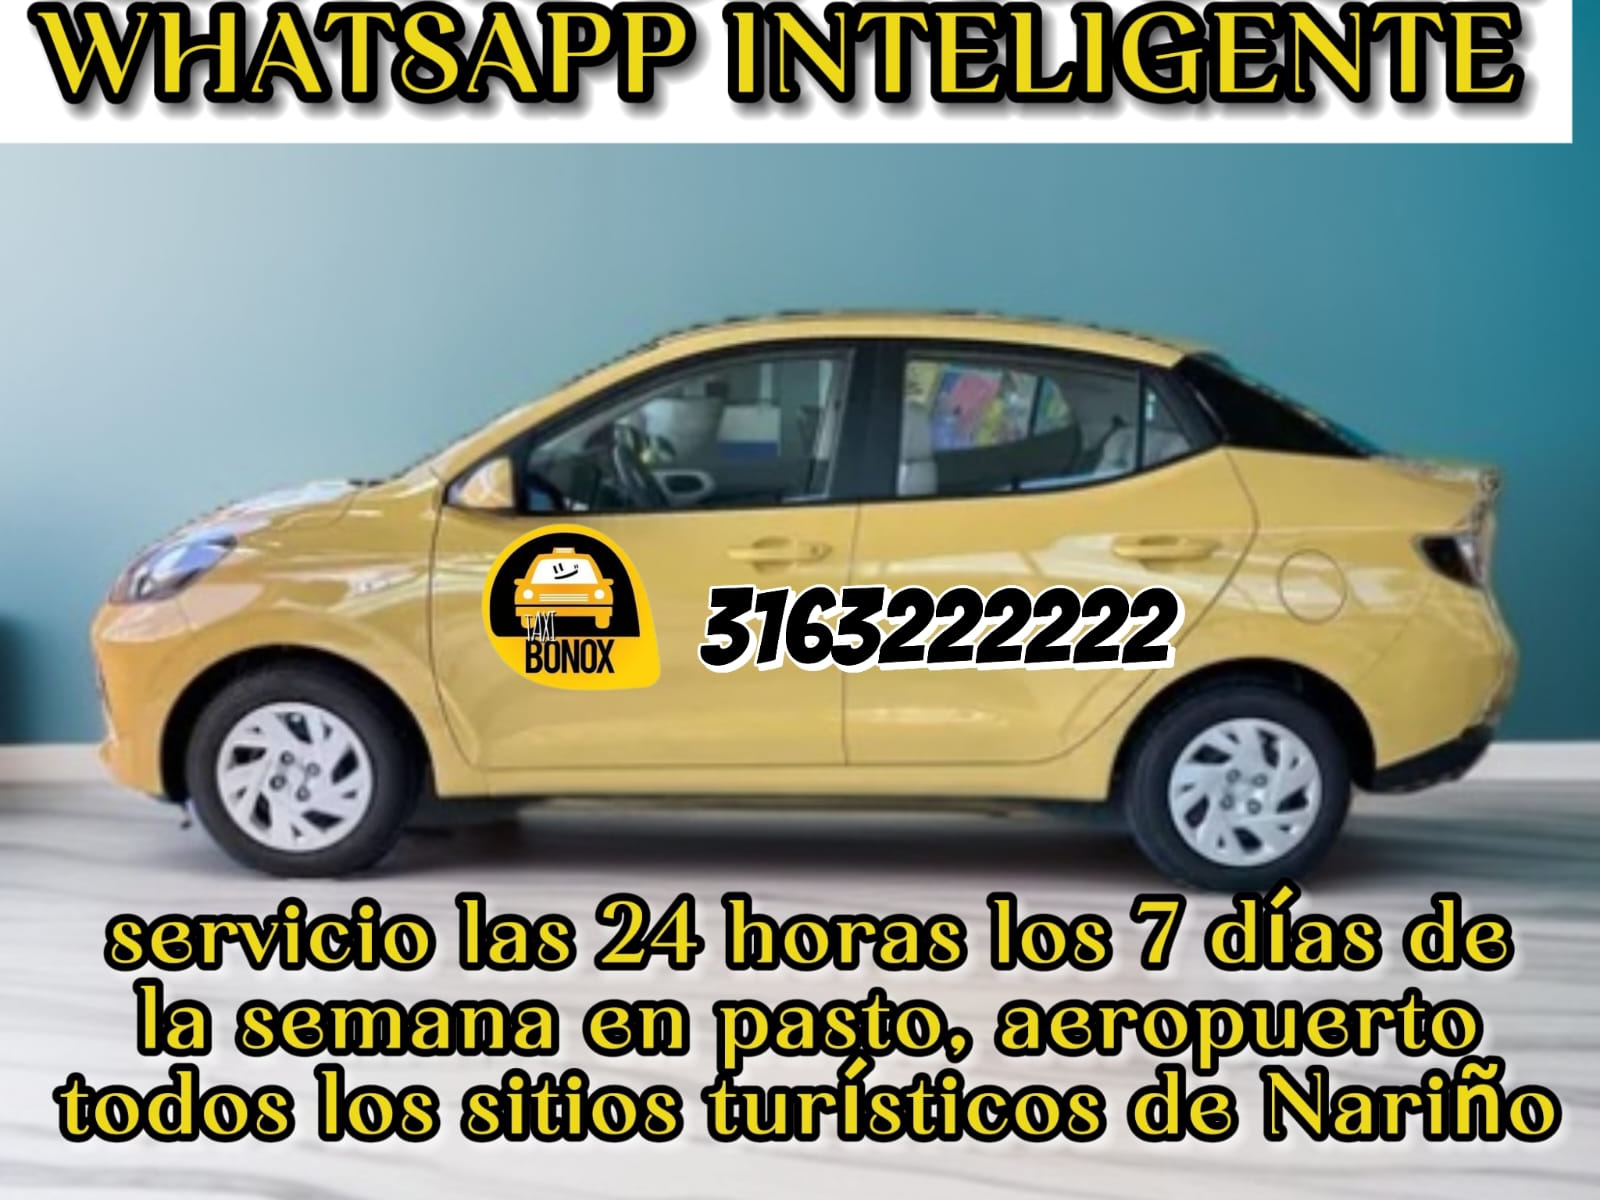 WHATSAPP INTELIGENTE
TAXI
BONOX
3163222222
servicio las 24 horas los 7 días de
la semana en pasto, aeropuerto
todos los sitios turísticos de Nariño